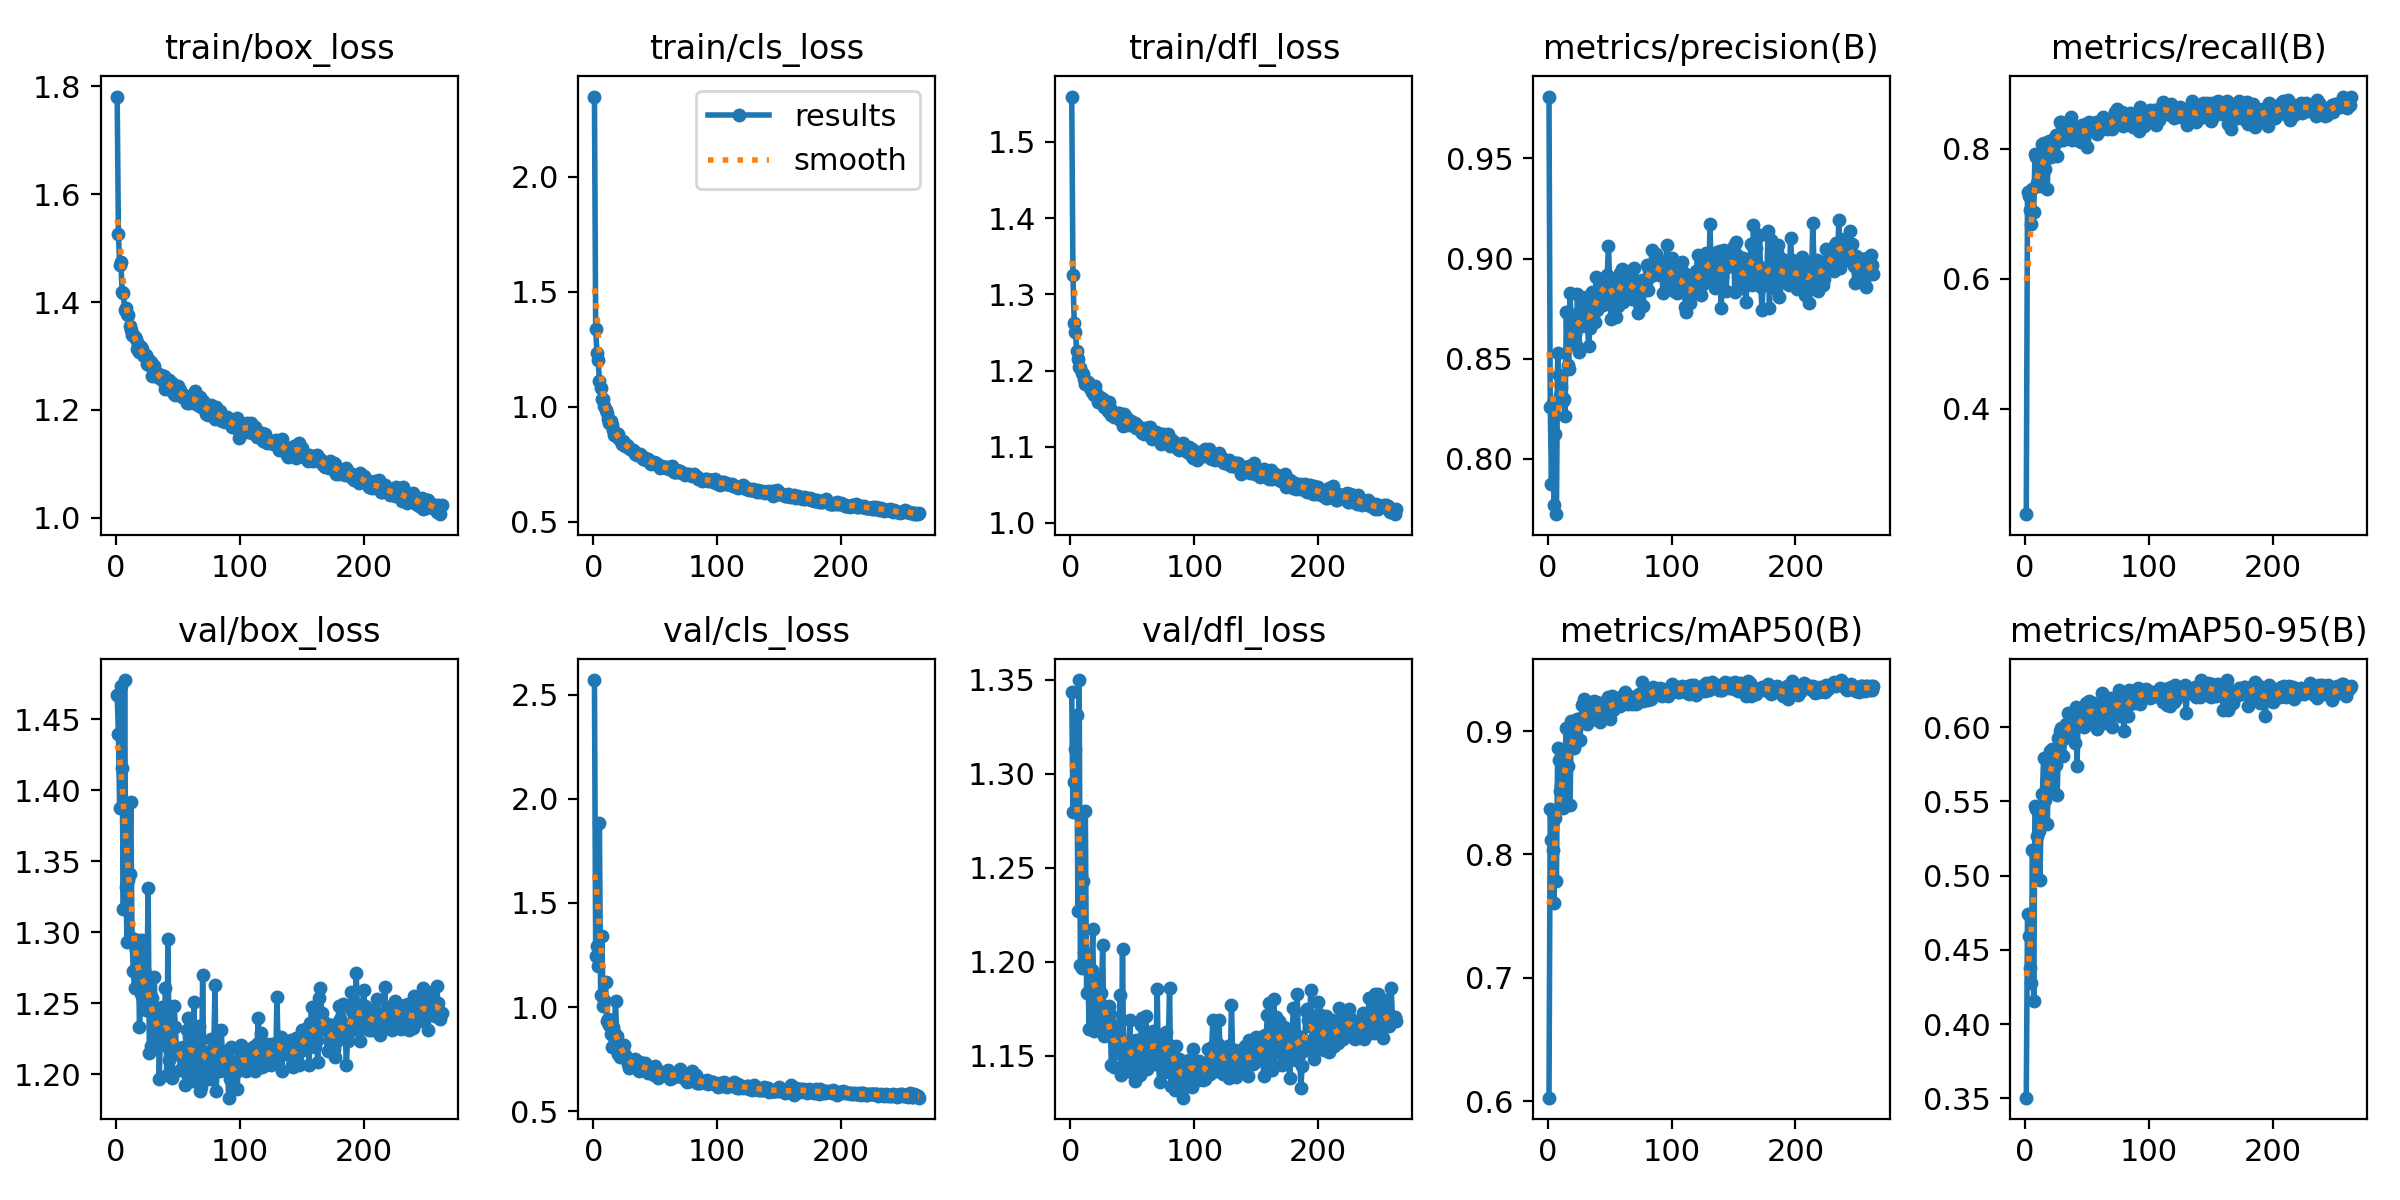 train/box_loss
1.8
1.6
1.4
1.2
1.0
0 100 200
train/cls_loss
results
smooth
2.0
1.5
1.0
0.5
0 100 200
train/dfl_loss
1.5
1.4
1.3
1.2
1.1
1.0
0 100 200
metrics/precision(B)
0.95
0.90
0.85
0.80
0 100 200
metrics/recall(B)
0.8
0.6
0.4
0 100 200
val/box_loss
1.45
1.40
1.35
1.30
1.25
1.20
0 100 200
val/cls_loss
2.5
2.0
1.5
1.0
0.5
0 100 200
val/dfl_loss
1.35
1.30
1.25
1.20
1.15
0 100 200
metrics/mAP50(B)
0.9
0.8
0.7
0.6
0 100 200
metrics/mAP50-95(B)
0.60
0.55
0.50
0.45
0.40
0.35
0 100 200